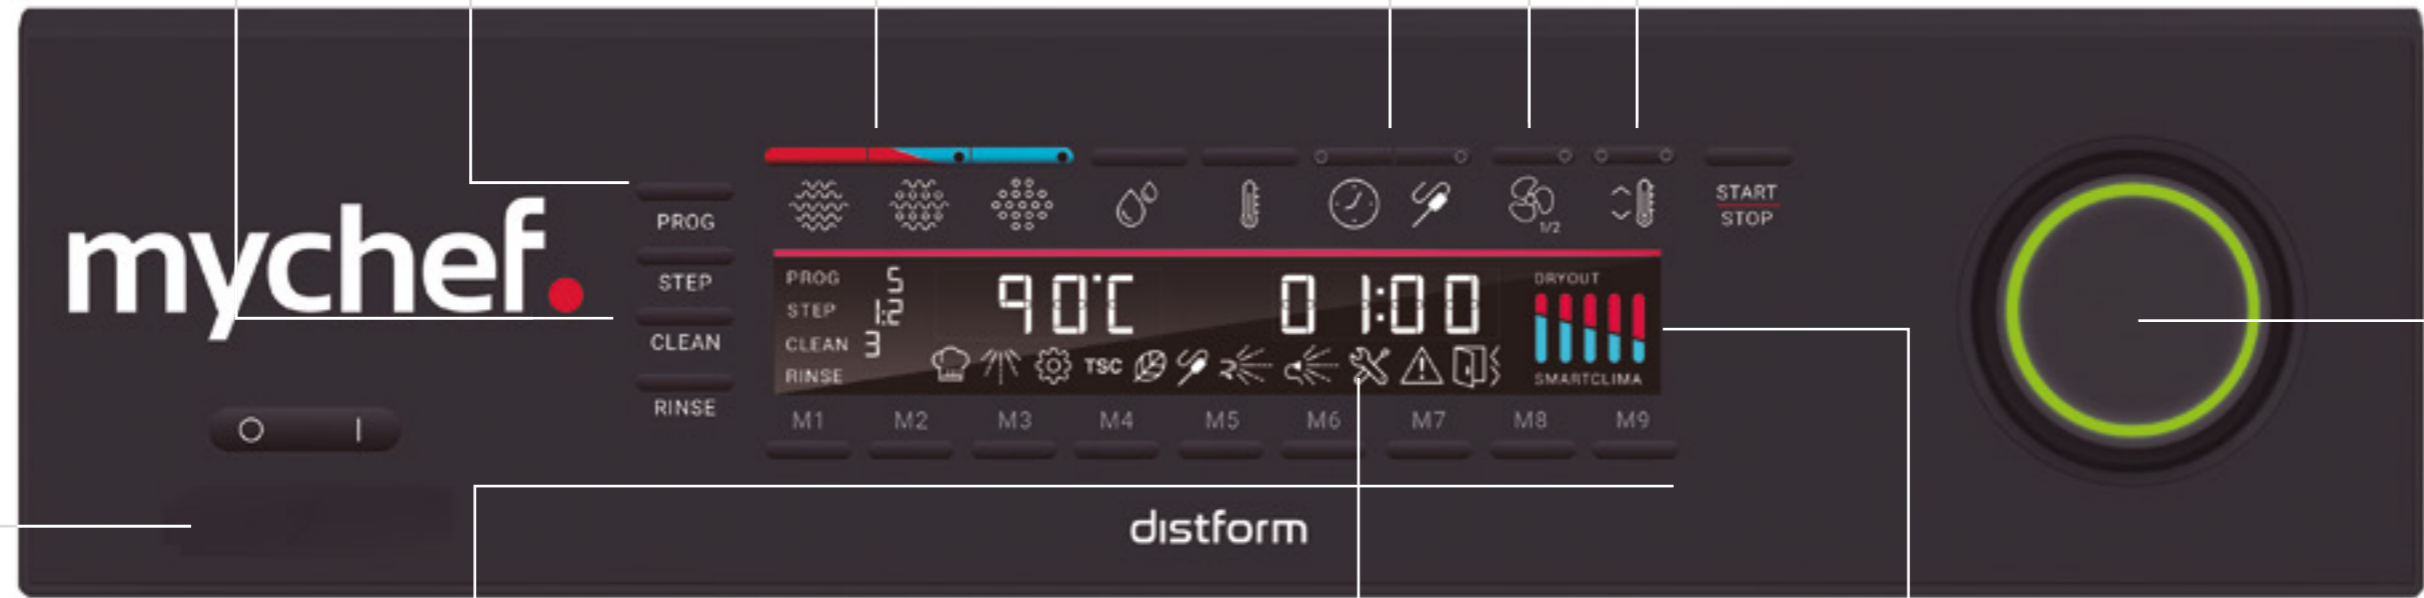 mychef.
O I
PROG
STEP
CLEAN
RINSE
1/2
START
STOP
PROG 5
STEP 1:2
CLEAN 3
RINSE
90°C
01:00
TSC
DRYOUT
SMARTCLIMA
M1 M2 M3 M4 M5 M6 M7 M8 M9
distform